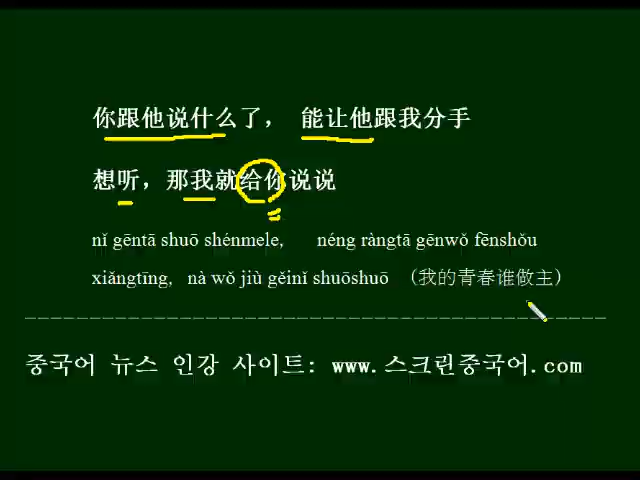 你跟他说什么了， 能让他跟我分手
想听，那我就给你说说
nǐ gēntā shuō shénmele, néng ràngtā gēnwǒ fēnshǒu
xiǎngtīng, nà wǒ jiù gěinǐ shuōshuō （我的青春谁做主）
중국어 뉴스 인강 사이트: www.스크린중국어.com